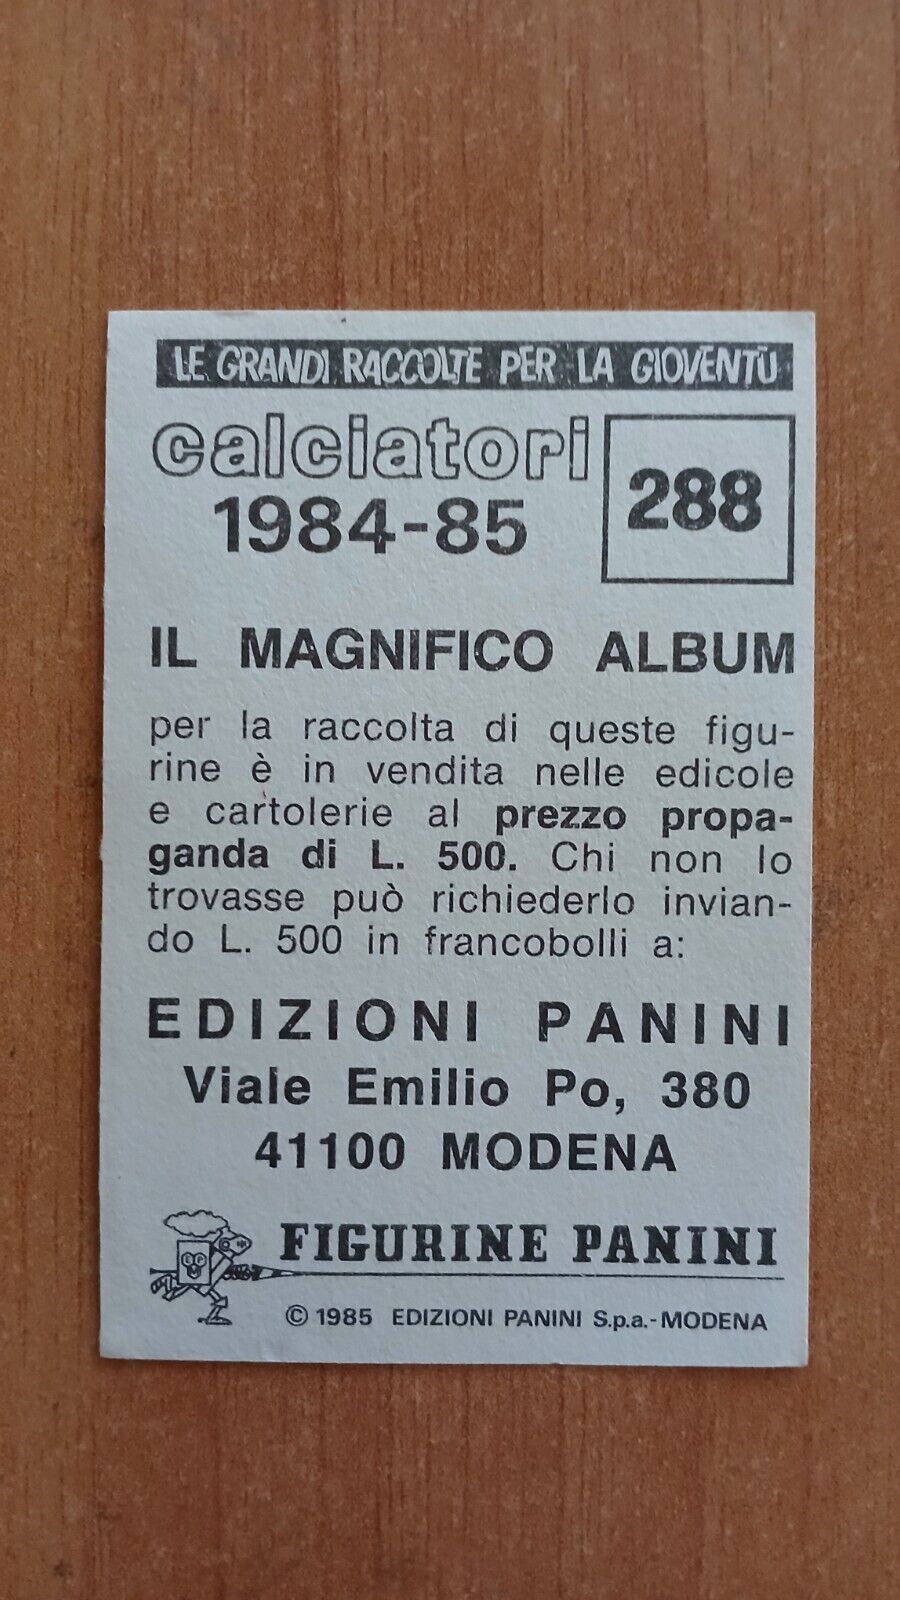 LE GRANDI RACCOLTE PER LA GIOVENTÙ
calciatori
1984-85
288
IL MAGNIFICO ALBUM
per la raccolta di queste figu-
rine è in vendita nelle edicole
e cartolerie al prezzo propa-
ganda di L. 500. Chi non lo
trovasse può richiederlo invian-
do L. 500 in francobolli a:
EDIZIONI PANINI
Viale Emilio Po, 380
41100 MODENA
FIGURINE PANINI
© 1985 EDIZIONI PANINI S.p.a.-MODENA